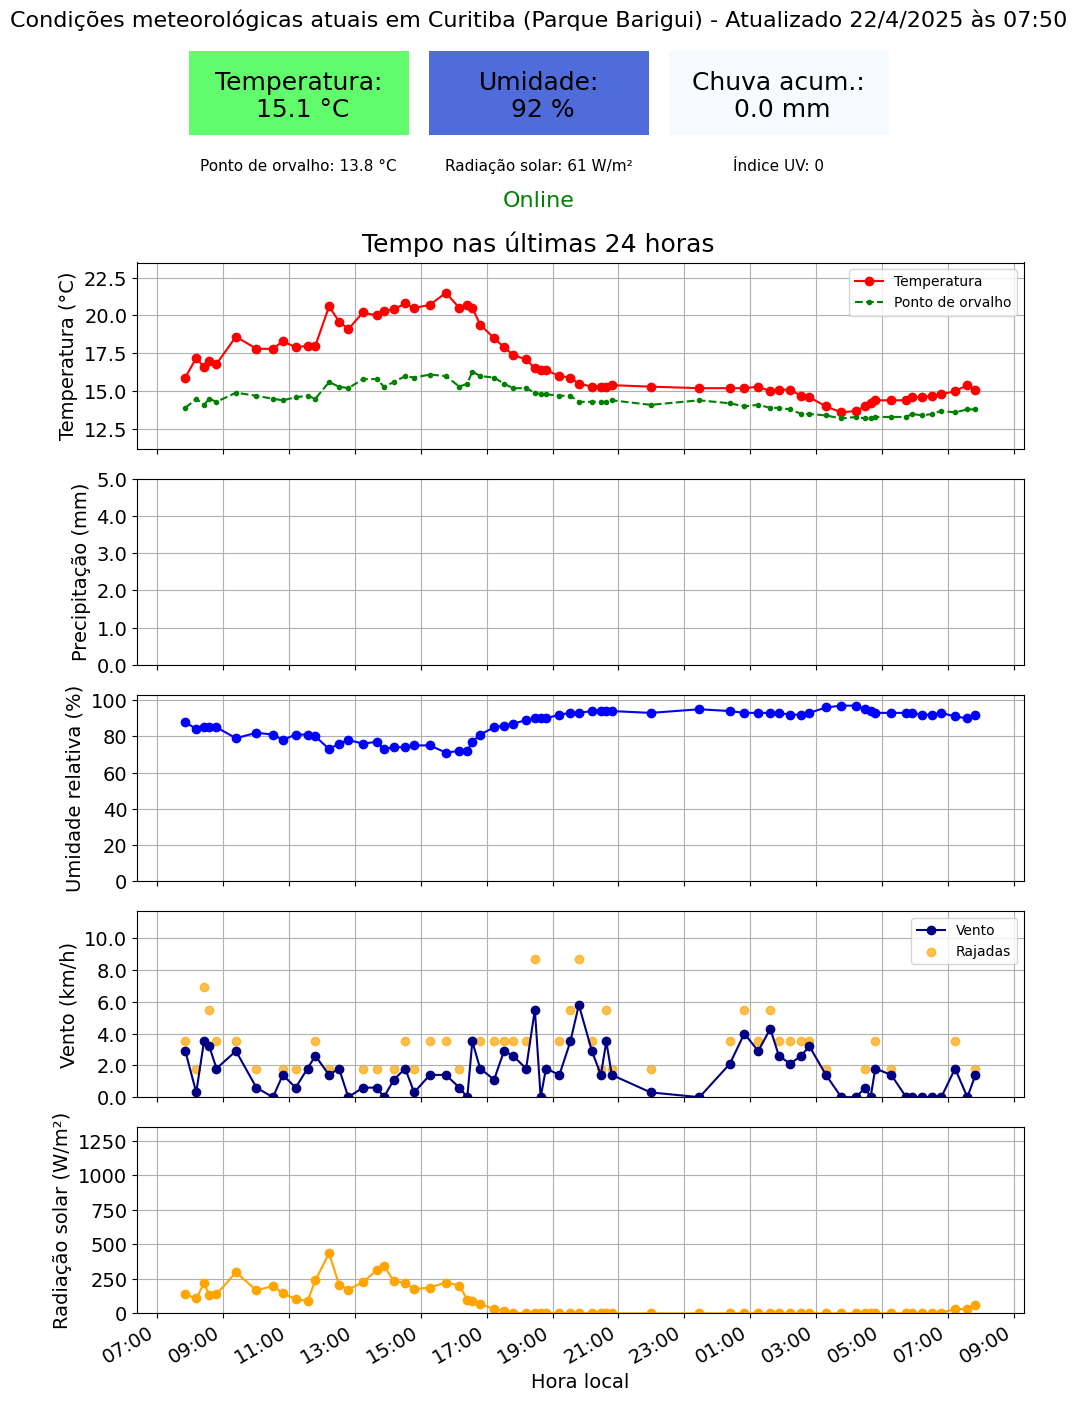 Condições meteorológicas atuais em Curitiba (Parque Barigui) - Atualizado 22/4/2025 às 07:50
Temperatura:
15.1 °C
Umidade:
92 %
Chuva acum.:
0.0 mm
Ponto de orvalho: 13.8 °C
Radiação solar: 61 W/m²
Índice UV: 0
Online
Tempo nas últimas 24 horas
Temperatura (°C)
22.5
20.0
17.5
15.0
12.5
Temperatura
Ponto de orvalho
Precipitação (mm)
5.0
4.0
3.0
2.0
1.0
0.0
Umidade relativa (%)
100
80
60
40
20
0
Vento (km/h)
10.0
8.0
6.0
4.0
2.0
0.0
Vento
Rajadas
Radiação solar (W/m²)
1250
1000
750
500
250
0
07:00
09:00
11:00
13:00
15:00
17:00
19:00
21:00
23:00
01:00
03:00
05:00
07:00
09:00
Hora local